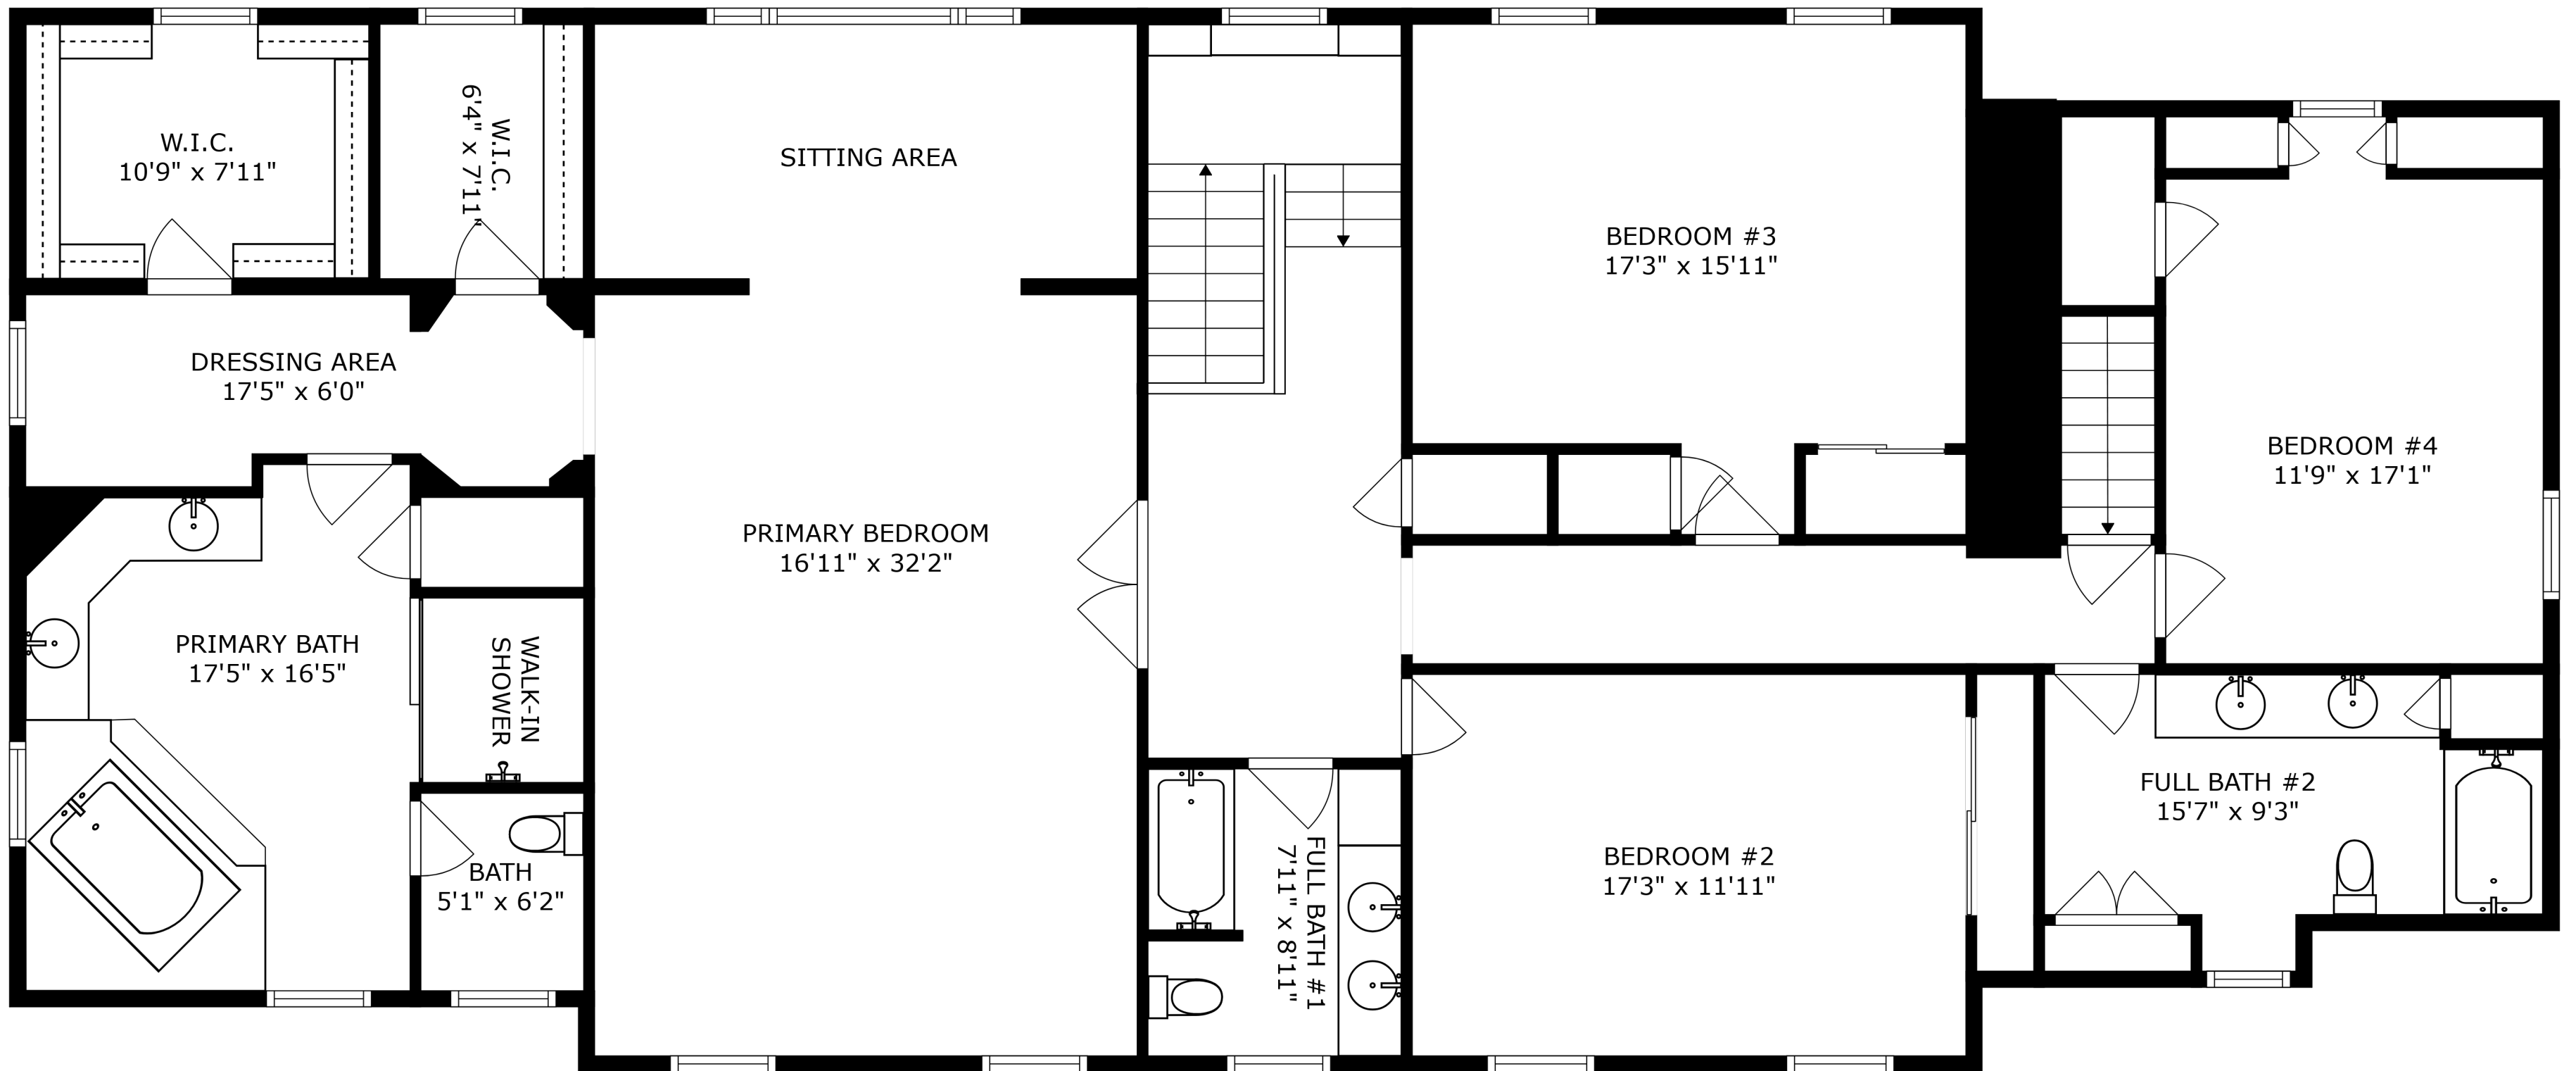 W.I.C.
10'9" x 7'11"
W.I.C.
6'4" x 7'11"
SITTING AREA
BEDROOM #3
17'3" x 15'11"
DRESSING AREA
17'5" x 6'0"
BEDROOM #4
11'9" x 17'1"
PRIMARY BEDROOM
16'11" x 32'2"
PRIMARY BATH
17'5" x 16'5"
WALK-IN
SHOWER
BATH
5'1" x 6'2"
FULL BATH #1
7'11" x 8'11"
BEDROOM #2
17'3" x 11'11"
FULL BATH #2
15'7" x 9'3"